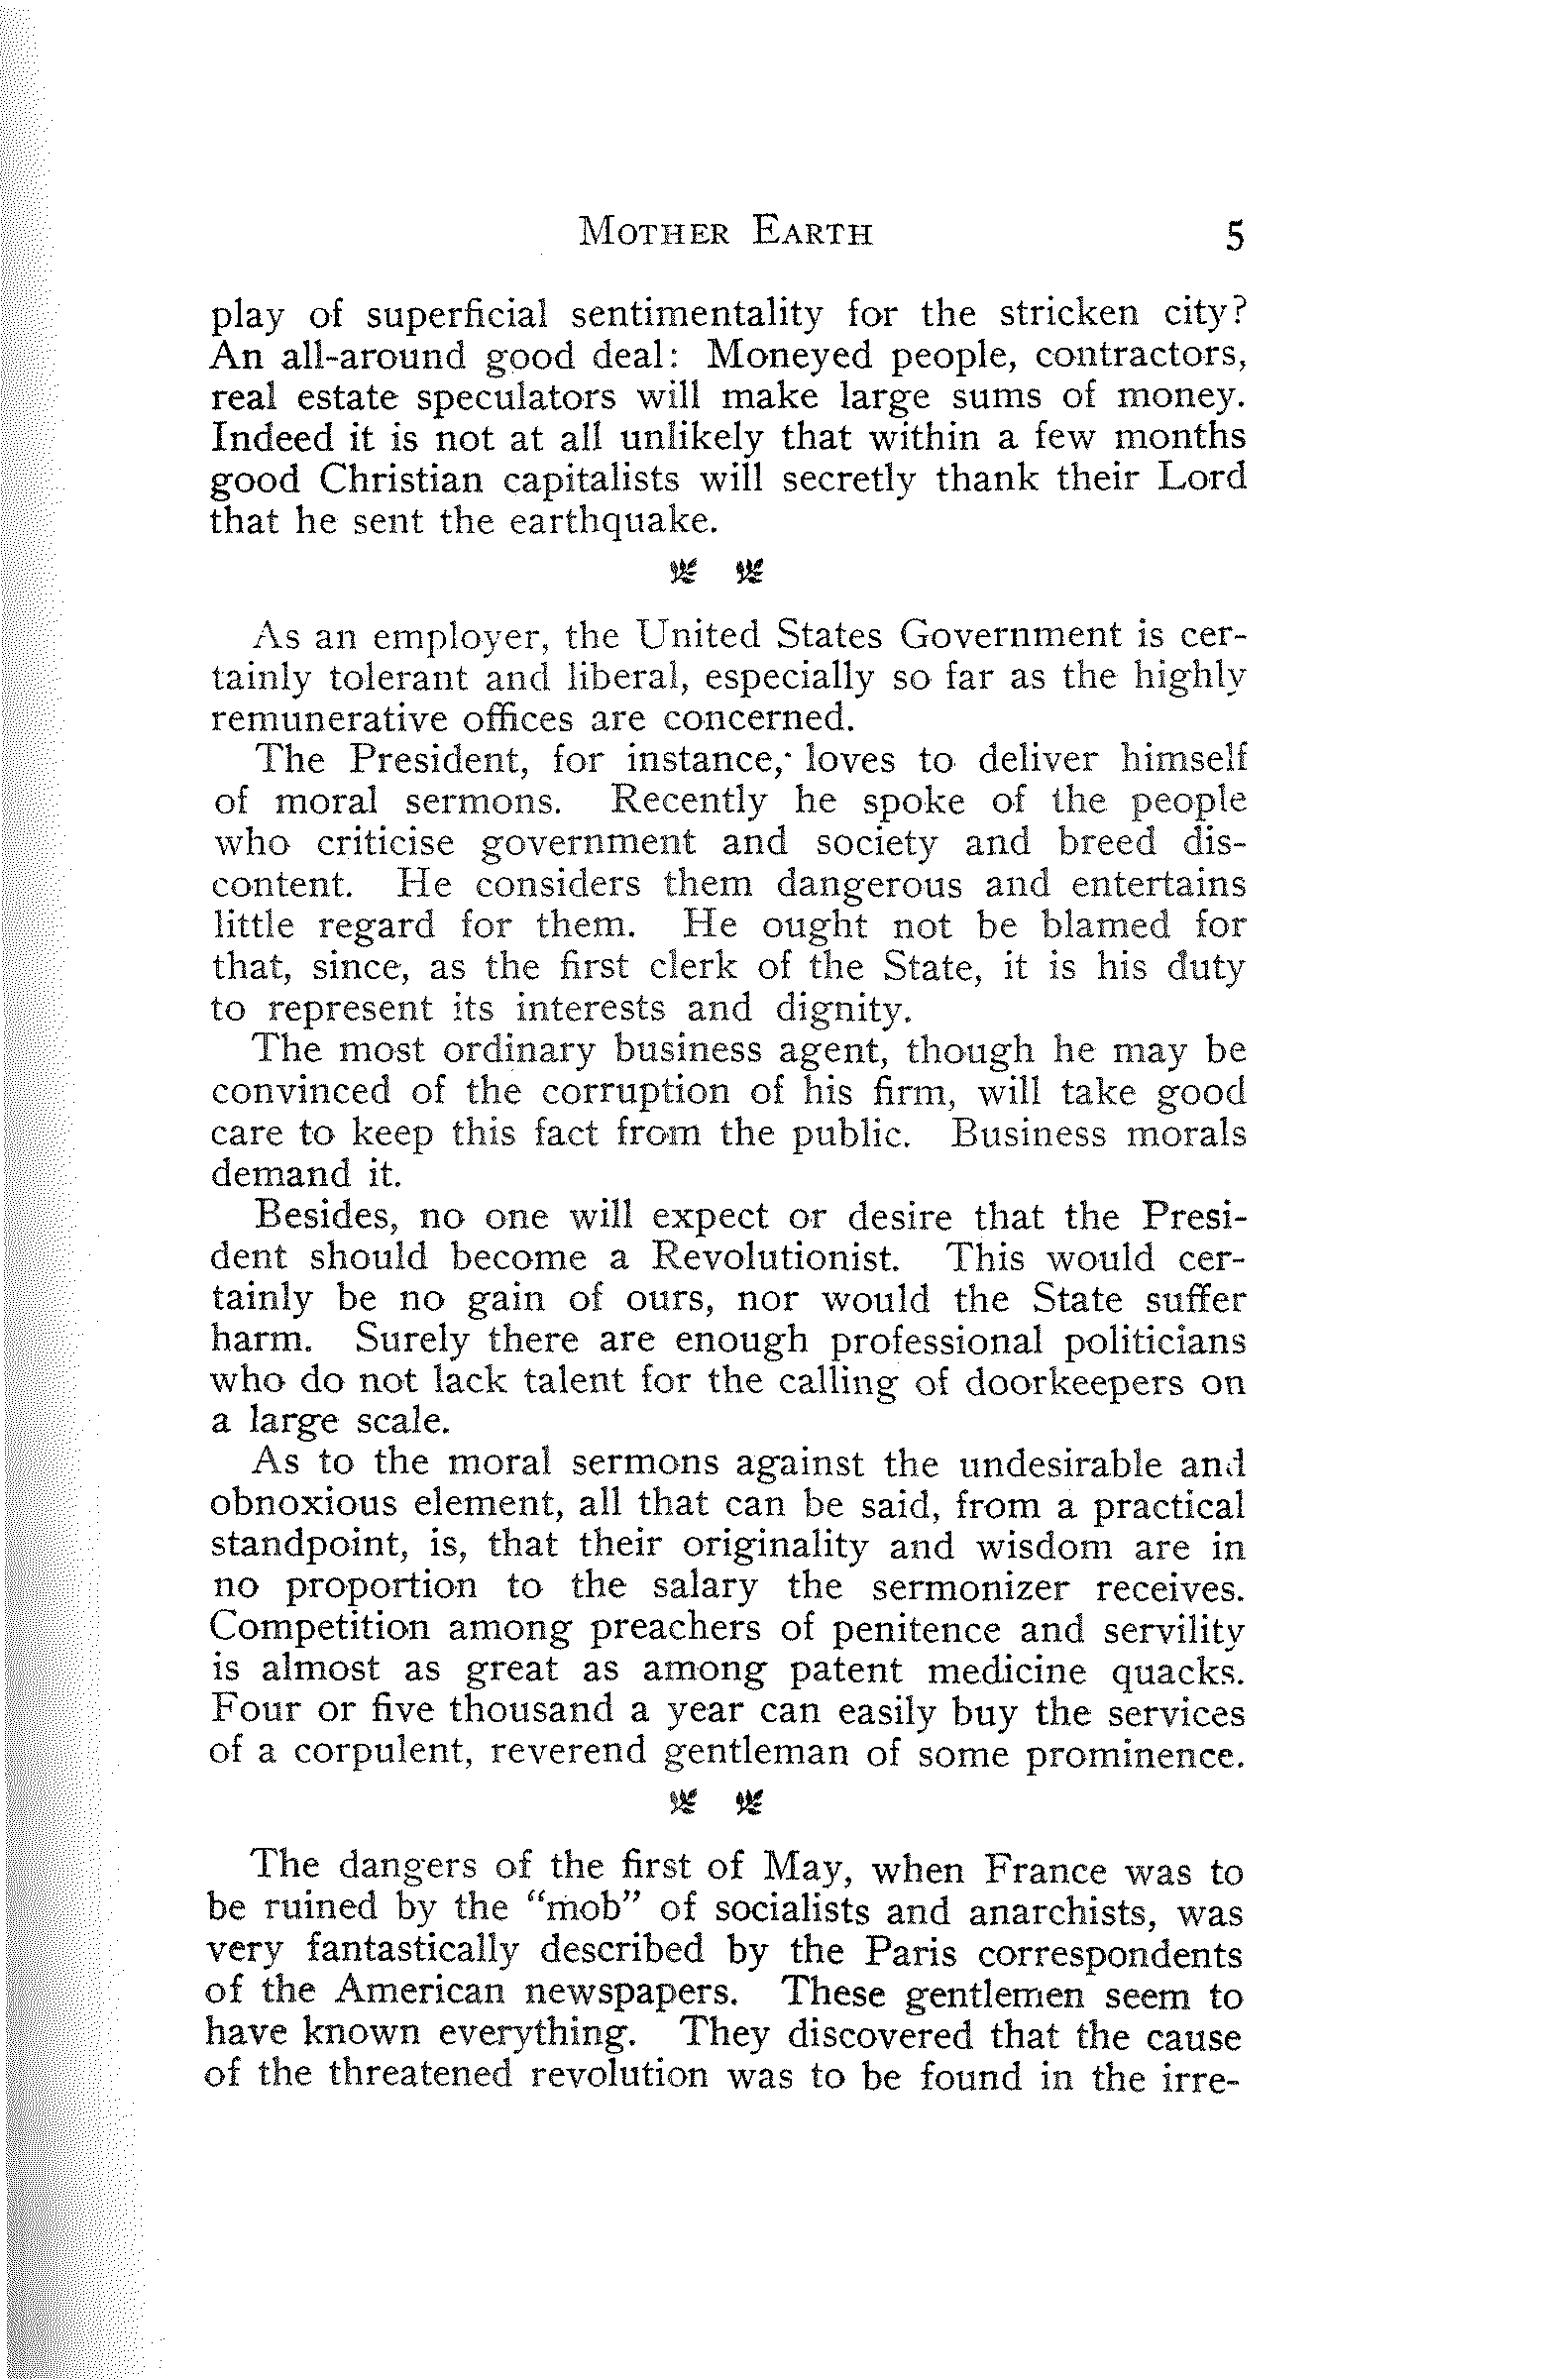 MOTHER EARTH 5
play of superficial sentimentality for the stricken city?
An all-around good deal: Moneyed people, contractors,
real estate speculators will make large sums of money.
Indeed it is not at all unlikely that within a few months
good Christian capitalists will secretly thank their Lord
that he sent the earthquake.
As an employer, the United States Government is cer-
tainly tolerant and liberal, especially so far as the highly
remunerative offices are concerned.
The President, for instance, loves to deliver himself
of moral sermons. Recently he spoke of the people
who criticise government and society and breed dis-
content. He considers them dangerous and entertains
little regard for them. He ought not be blamed for
that, since, as the first clerk of the State, it is his duty
to represent its interests and dignity.
The most ordinary business agent, though he may be
convinced of the corruption of his firm, will take good
care to keep this fact from the public. Business morals
demand it.
Besides, no one will expect or desire that the Presi-
dent should become a Revolutionist. This would cer-
tainly be no gain of ours, nor would the State suffer
harm. Surely there are enough professional politicians
who do not lack talent for the calling of doorkeepers on
a large scale.
As to the moral sermons against the undesirable and
obnoxious element, all that can be said, from a practical
standpoint, is, that their originality and wisdom are in
no proportion to the salary the sermonizer receives.
Competition among preachers of penitence and servility
is almost as great as among patent medicine quacks.
Four or five thousand a year can easily buy the services
of a corpulent, reverend gentleman of some prominence.
The dangers of the first of May, when France was to
be ruined by the "mob" of socialists and anarchists, was
very fantastically described by the Paris correspondents
of the American newspapers. These gentlemen seem to
have known everything. They discovered that the cause
of the threatened revolution was to be found in the irre-